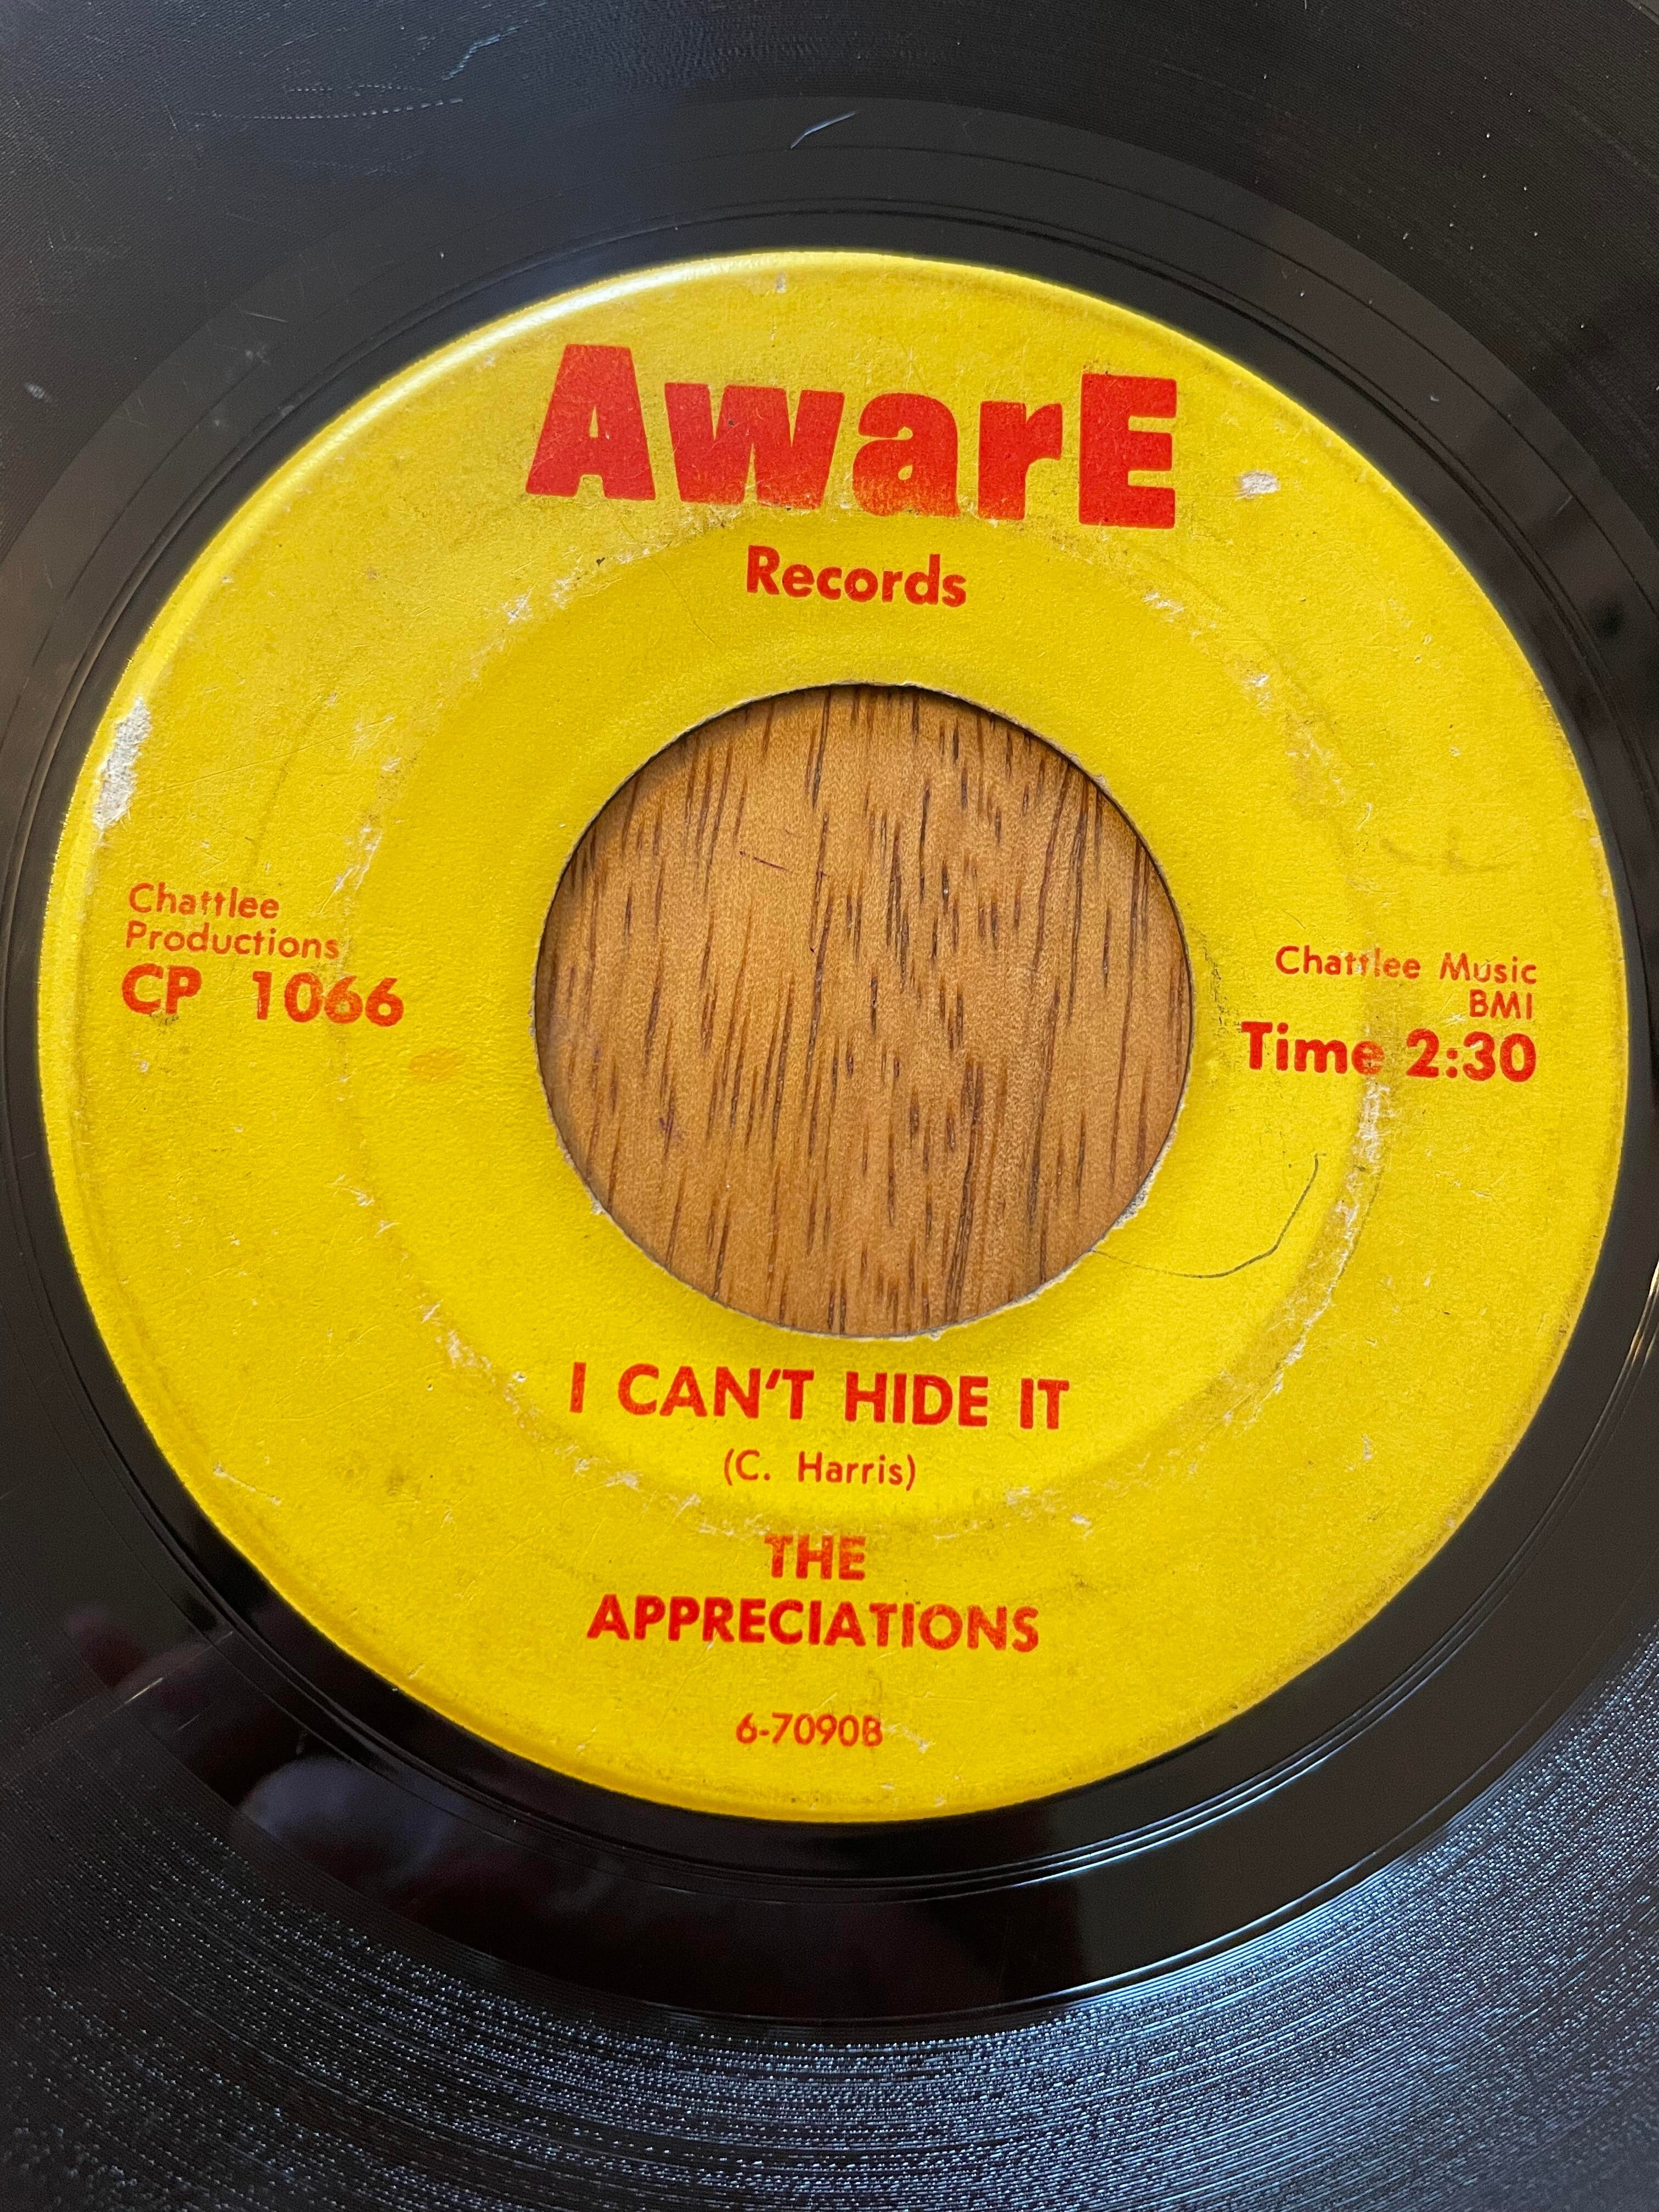 AwarE
Records
Chattlee
Productions
CP 1066
Chattlee Music
BMI
Time 2:30
I CAN'T HIDE IT
(C. Harris)
THE
APPRECIATIONS
6-7090B